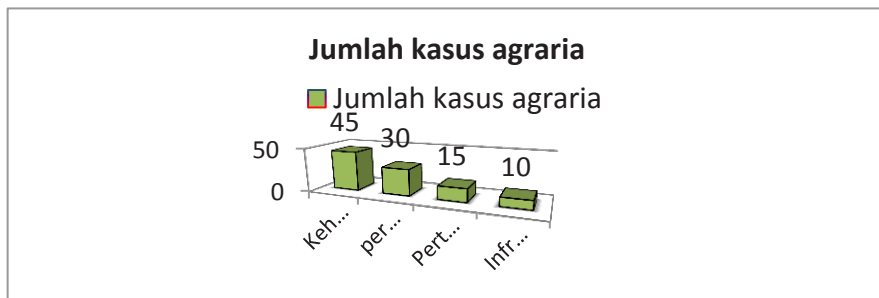 Jumlah kasus agraria
Jumlah kasus agraria
45
30
15
10
50
0
Keh...
per...
Pert...
Infr...